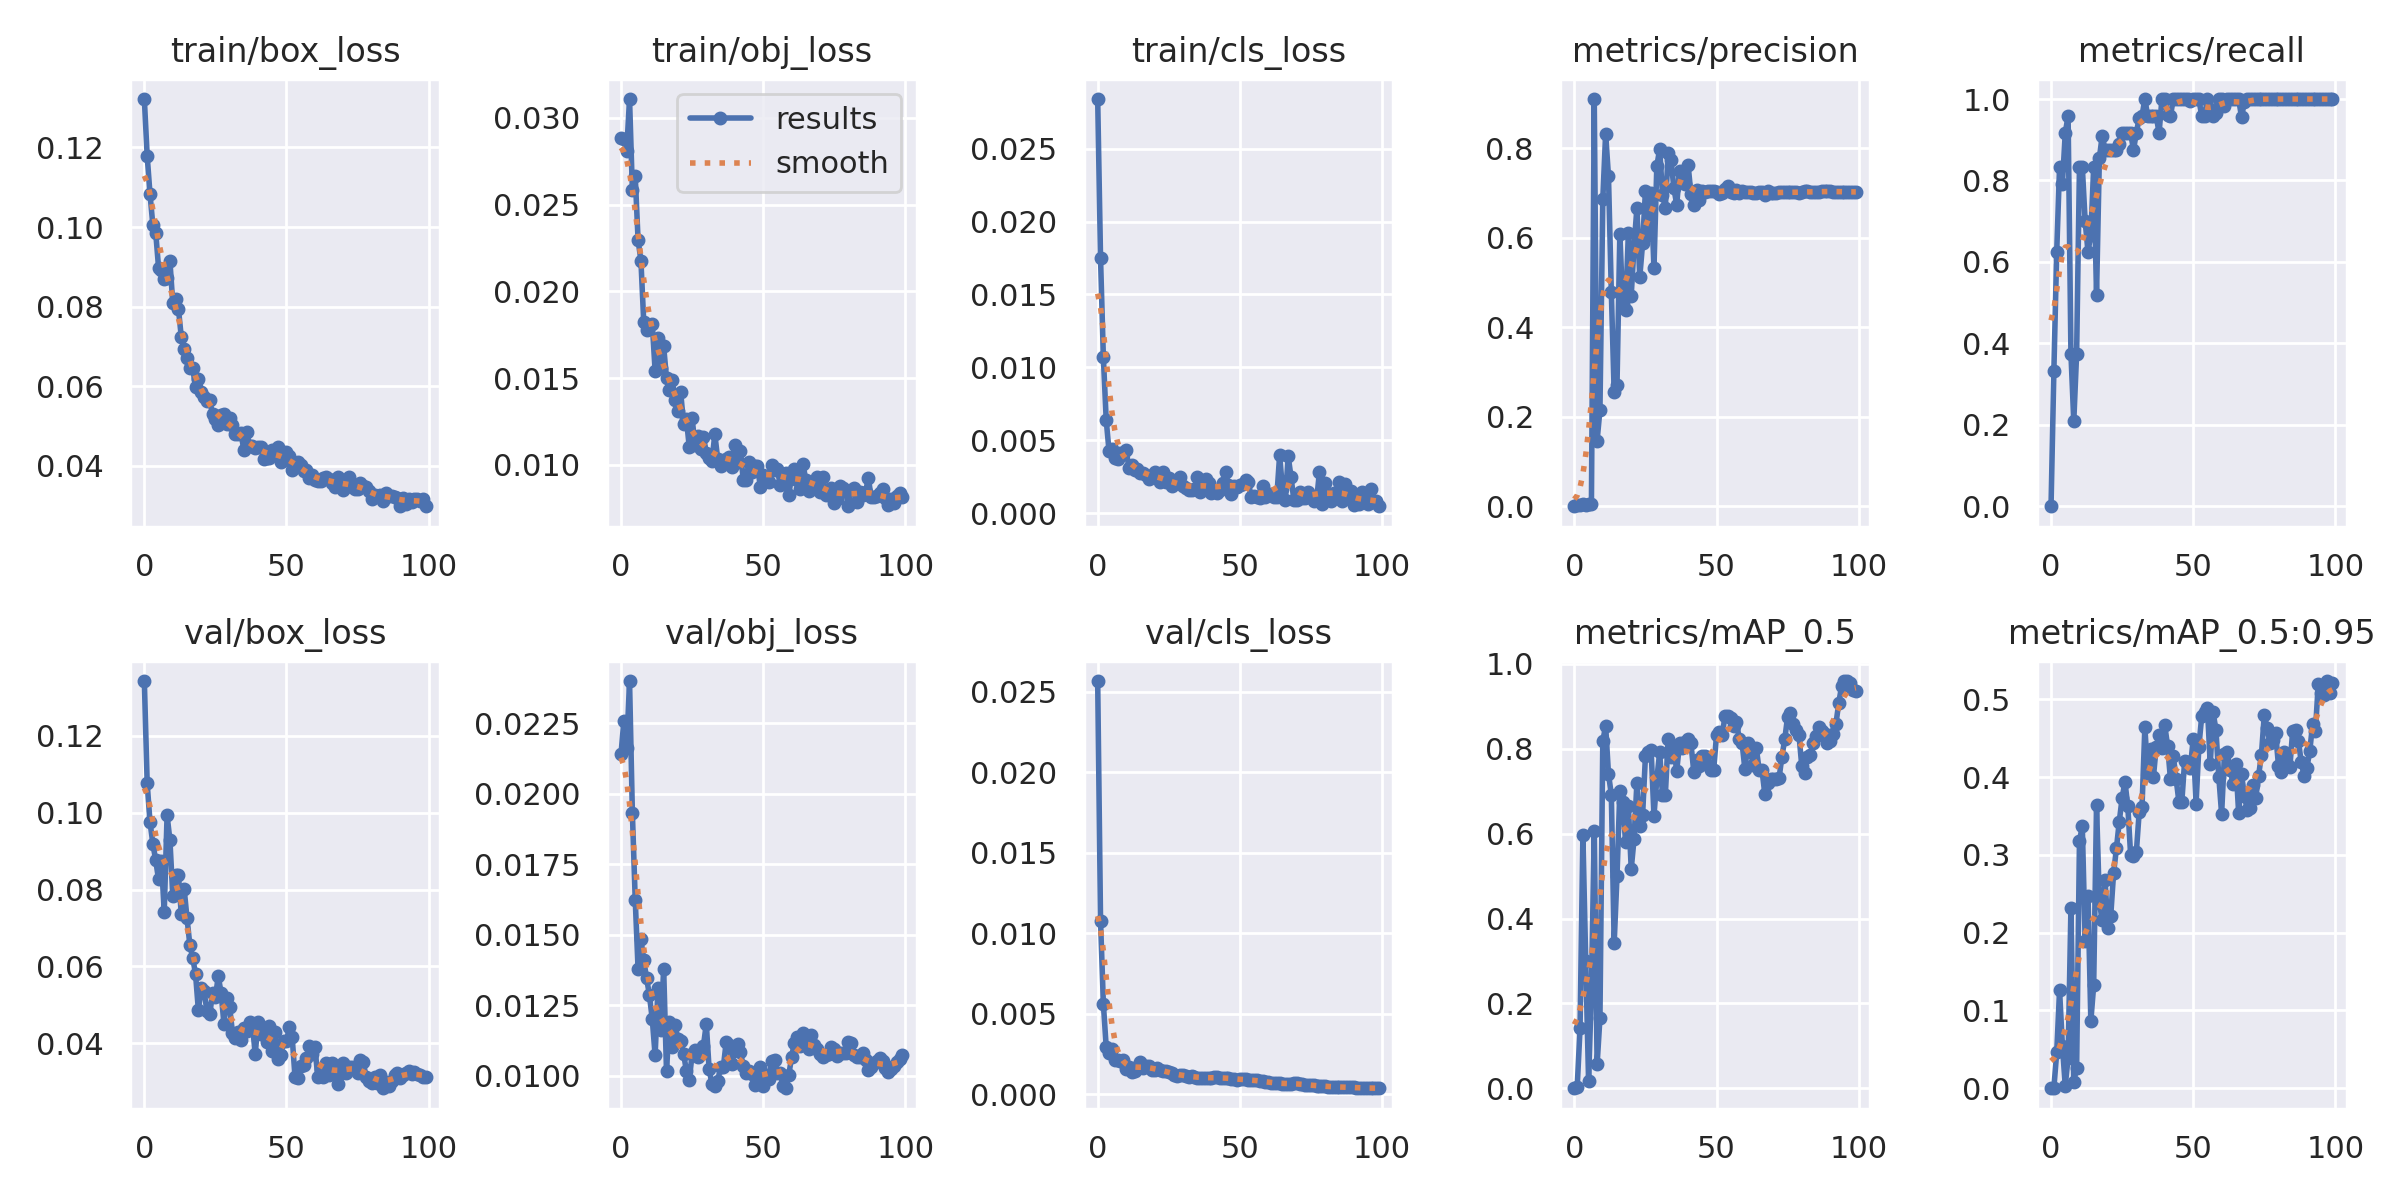 train/box_loss
0.12
0.10
0.08
0.06
0.04
0 50 100
train/obj_loss
results
smooth
0.030
0.025
0.020
0.015
0.010
0 50 100
train/cls_loss
0.025
0.020
0.015
0.010
0.005
0.000
0 50 100
metrics/precision
0.8
0.6
0.4
0.2
0.0
0 50 100
metrics/recall
1.0
0.8
0.6
0.4
0.2
0.0
0 50 100
val/box_loss
0.12
0.10
0.08
0.06
0.04
0 50 100
val/obj_loss
0.0225
0.0200
0.0175
0.0150
0.0125
0.0100
0 50 100
val/cls_loss
0.025
0.020
0.015
0.010
0.005
0.000
0 50 100
metrics/mAP_0.5
1.0
0.8
0.6
0.4
0.2
0.0
0 50 100
metrics/mAP_0.5:0.95
0.5
0.4
0.3
0.2
0.1
0.0
0 50 100